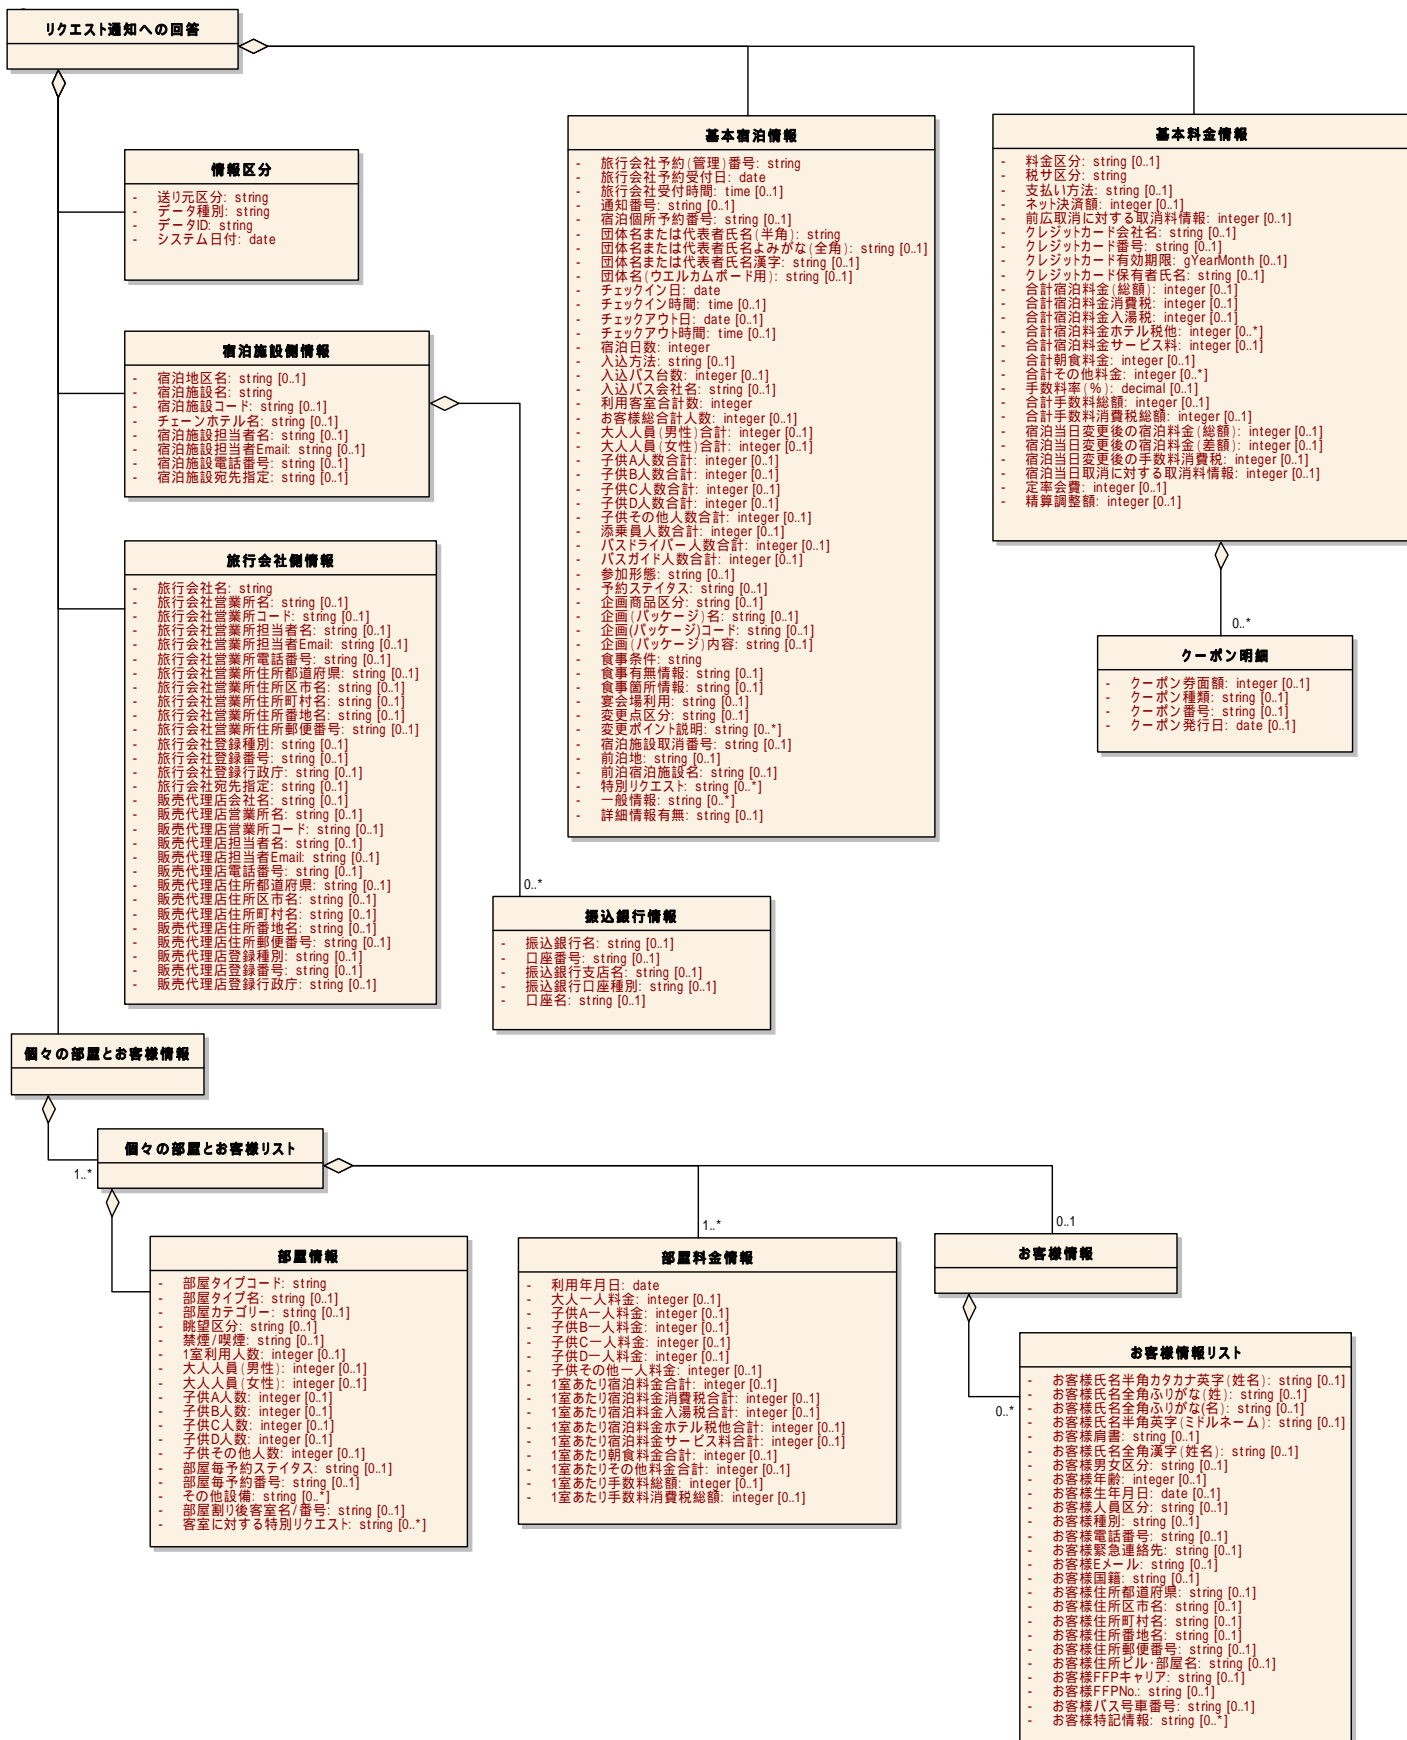 リクエスト通知への回答
情報区分
- 送り元区分: string
- データ種別: string
- データID: string
- システム日付: date
宿泊施設側情報
- 宿泊地区名: string [0..1]
- 宿泊施設名: string
- 宿泊施設コード: string [0..1]
- チェーンホテル名: string [0..1]
- 宿泊施設担当者名: string [0..1]
- 宿泊施設担当者Email: string [0..1]
- 宿泊施設電話番号: string [0..1]
- 宿泊施設宛先指定: string [0..1]
旅行会社側情報
- 旅行会社名: string
- 旅行会社営業所名: string [0..1]
- 旅行会社営業所コード: string [0..1]
- 旅行会社営業所担当者名: string [0..1]
- 旅行会社営業所担当者Email: string [0..1]
- 旅行会社営業所電話番号: string [0..1]
- 旅行会社営業所住所都道府県: string [0..1]
- 旅行会社営業所住所区市名: string [0..1]
- 旅行会社営業所住所町村名: string [0..1]
- 旅行会社営業所住所番地名: string [0..1]
- 旅行会社営業所住所郵便番号: string [0..1]
- 旅行会社登録種別: string [0..1]
- 旅行会社登録番号: string [0..1]
- 旅行会社登録行政庁: string [0..1]
- 旅行会社宛先指定: string [0..1]
- 販売代理店会社名: string [0..1]
- 販売代理店営業所名: string [0..1]
- 販売代理店営業所コード: string [0..1]
- 販売代理店担当者名: string [0..1]
- 販売代理店担当者Email: string [0..1]
- 販売代理店電話番号: string [0..1]
- 販売代理店住所都道府県: string [0..1]
- 販売代理店住所区市名: string [0..1]
- 販売代理店住所町村名: string [0..1]
- 販売代理店住所番地名: string [0..1]
- 販売代理店住所郵便番号: string [0..1]
- 販売代理店登録種別: string [0..1]
- 販売代理店登録番号: string [0..1]
- 販売代理店登録行政庁: string [0..1]
基本宿泊情報
- 旅行会社予約(管理)番号: string
- 旅行会社予約受付日: date
- 旅行会社受付時間: time [0..1]
- 通知番号: string [0..1]
- 宿泊個所予約番号: string [0..1]
- 団体名または代表者氏名(半角): string
- 団体名または代表者氏名よみがな(全角): string [0..1]
- 団体名または代表者氏名漢字: string [0..1]
- 団体名(ウエルカムボード用): string [0..1]
- チェックイン日: date
- チェックイン時間: time [0..1]
- チェックアウト日: date [0..1]
- チェックアウト時間: time [0..1]
- 宿泊日数: integer
- 入込方法: string [0..1]
- 入込バス台数: integer [0..1]
- 入込バス会社名: string [0..1]
- 利用客室合計数: integer
- お客様総合計人数: integer [0..1]
- 大人人員(男性)合計: integer [0..1]
- 大人人員(女性)合計: integer [0..1]
- 子供A人数合計: integer [0..1]
- 子供B人数合計: integer [0..1]
- 子供C人数合計: integer [0..1]
- 子供D人数合計: integer [0..1]
- 子供その他人数合計: integer [0..1]
- 添乗員人数合計: integer [0..1]
- バスドライバー人数合計: integer [0..1]
- バスガイド人数合計: integer [0..1]
- 参加形態: string [0..1]
- 予約ステイタス: string [0..1]
- 企画商品区分: string [0..1]
- 企画(パッケージ)名: string [0..1]
- 企画(パッケージ)コード: string [0..1]
- 企画(パッケージ)内容: string [0..1]
- 食事条件: string
- 食事有無情報: string [0..1]
- 食事箇所情報: string [0..1]
- 宴会場利用: string [0..1]
- 変更点区分: string [0..1]
- 変更ポイント説明: string [0..*]
- 宿泊施設取消番号: string [0..1]
- 前泊地: string [0..1]
- 前泊宿泊施設名: string [0..1]
- 特別リクエスト: string [0..*]
- 一般情報: string [0..*]
- 詳細情報有無: string [0..1]
基本料金情報
- 料金区分: string [0..1]
- 税サ区分: string
- 支払い方法: string [0..1]
- ネット決済額: integer [0..1]
- 前広取消に対する取消料情報: integer [0..1]
- クレジットカード会社名: string [0..1]
- クレジットカード番号: string [0..1]
- クレジットカード有効期限: gYearMonth [0..1]
- クレジットカード保有者氏名: string [0..1]
- 合計宿泊料金(総額): integer [0..1]
- 合計宿泊料金消費税: integer [0..1]
- 合計宿泊料金入湯税: integer [0..1]
- 合計宿泊料金ホテル税他: integer [0..*]
- 合計宿泊料金サービス料: integer [0..1]
- 合計朝食料金: integer [0..1]
- 合計その他料金: integer [0..*]
- 手数料率(%): decimal [0..1]
- 合計手数料総額: integer [0..1]
- 合計手数料消費税総額: integer [0..1]
- 宿泊当日変更後の宿泊料金(総額): integer [0..1]
- 宿泊当日変更後の宿泊料金(差額): integer [0..1]
- 宿泊当日変更後の手数料消費税: integer [0..1]
- 宿泊当日取消に対する取消料情報: integer [0..1]
- 定率会費: integer [0..1]
- 精算調整額: integer [0..1]
0..*
クーポン明細
- クーポン券面額: integer [0..1]
- クーポン種類: string [0..1]
- クーポン番号: string [0..1]
- クーポン発行日: date [0..1]
0..*
振込銀行情報
- 振込銀行名: string [0..1]
- 口座番号: string [0..1]
- 振込銀行支店名: string [0..1]
- 振込銀行口座種別: string [0..1]
- 口座名: string [0..1]
個々の部屋とお客様情報
1..*
個々の部屋とお客様リスト
部屋情報
- 部屋タイプコード: string
- 部屋タイプ名: string [0..1]
- 部屋カテゴリー: string [0..1]
- 眺望区分: string [0..1]
- 禁煙/喫煙: string [0..1]
- 1室利用人数: integer [0..1]
- 大人人員(男性): integer [0..1]
- 大人人員(女性): integer [0..1]
- 子供A人数: integer [0..1]
- 子供B人数: integer [0..1]
- 子供C人数: integer [0..1]
- 子供D人数: integer [0..1]
- 子供その他人数: integer [0..1]
- 部屋毎予約ステイタス: string [0..1]
- 部屋毎予約番号: string [0..1]
- その他設備: string [0..*]
- 部屋割り後客室名/番号: string [0..1]
- 客室に対する特別リクエスト: string [0..*]
1..*
部屋料金情報
- 利用年月日: date
- 大人一人料金: integer [0..1]
- 子供A一人料金: integer [0..1]
- 子供B一人料金: integer [0..1]
- 子供C一人料金: integer [0..1]
- 子供D一人料金: integer [0..1]
- 子供その他一人料金: integer [0..1]
- 1室あたり宿泊料金合計: integer [0..1]
- 1室あたり宿泊料金消費税合計: integer [0..1]
- 1室あたり宿泊料金入湯税合計: integer [0..1]
- 1室あたり宿泊料金ホテル税他合計: integer [0..1]
- 1室あたり宿泊料金サービス料合計: integer [0..1]
- 1室あたり朝食料金合計: integer [0..1]
- 1室あたりその他料金合計: integer [0..1]
- 1室あたり手数料総額: integer [0..1]
- 1室あたり手数料消費税総額: integer [0..1]
0..1
お客様情報
0..*
お客様情報リスト
- お客様氏名半角カタカナ英字(姓名): string [0..1]
- お客様氏名全角ふりがな(姓): string [0..1]
- お客様氏名全角ふりがな(名): string [0..1]
- お客様氏名半角英字(ミドルネーム): string [0..1]
- お客様肩書: string [0..1]
- お客様氏名全角漢字(姓名): string [0..1]
- お客様男女区分: string [0..1]
- お客様年齢: integer [0..1]
- お客様生年月日: date [0..1]
- お客様人員区分: string [0..1]
- お客様種別: string [0..1]
- お客様電話番号: string [0..1]
- お客様緊急連絡先: string [0..1]
- お客様Eメール: string [0..1]
- お客様国籍: string [0..1]
- お客様住所都道府県: string [0..1]
- お客様住所区市名: string [0..1]
- お客様住所町村名: string [0..1]
- お客様住所番地名: string [0..1]
- お客様住所郵便番号: string [0..1]
- お客様住所ビル・部屋名: string [0..1]
- お客様FFPキャリア: string [0..1]
- お客様FFPNo.: string [0..1]
- お客様バス号車番号: string [0..1]
- お客様特記情報: string [0..*]